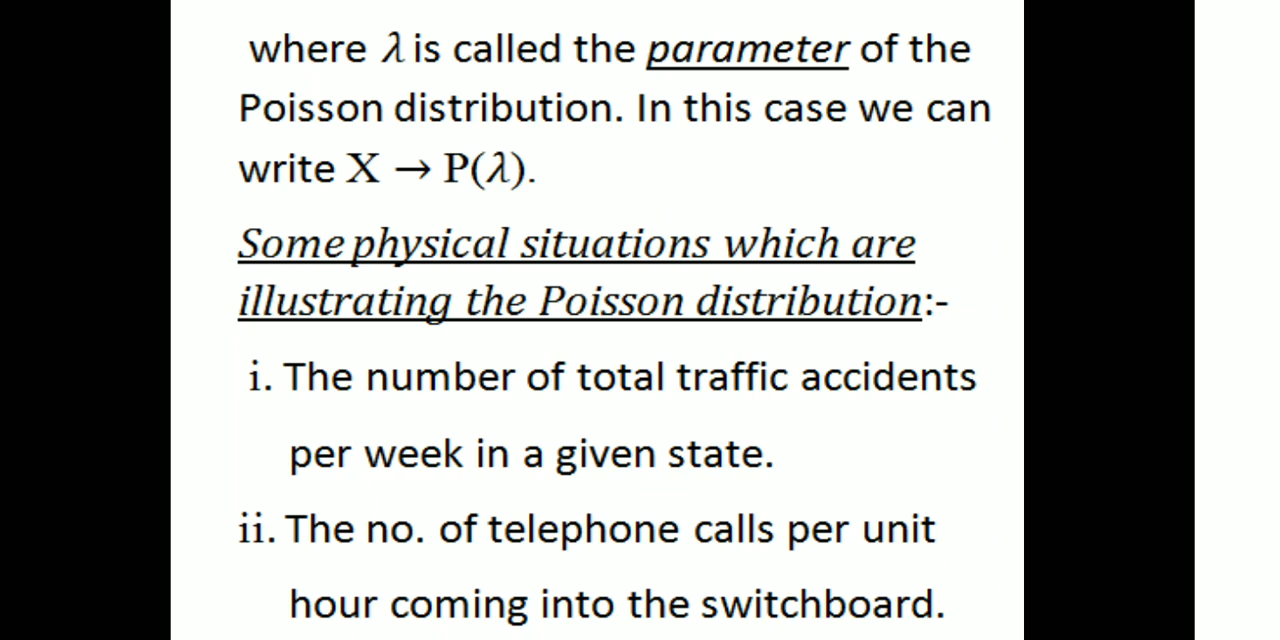 where λ is called the parameter of the
Poisson distribution. In this case we can
write X → P(λ).
Some physical situations which are
illustrating the Poisson distribution:-
i. The number of total traffic accidents
per week in a given state.
ii. The no. of telephone calls per unit
hour coming into the switchboard.